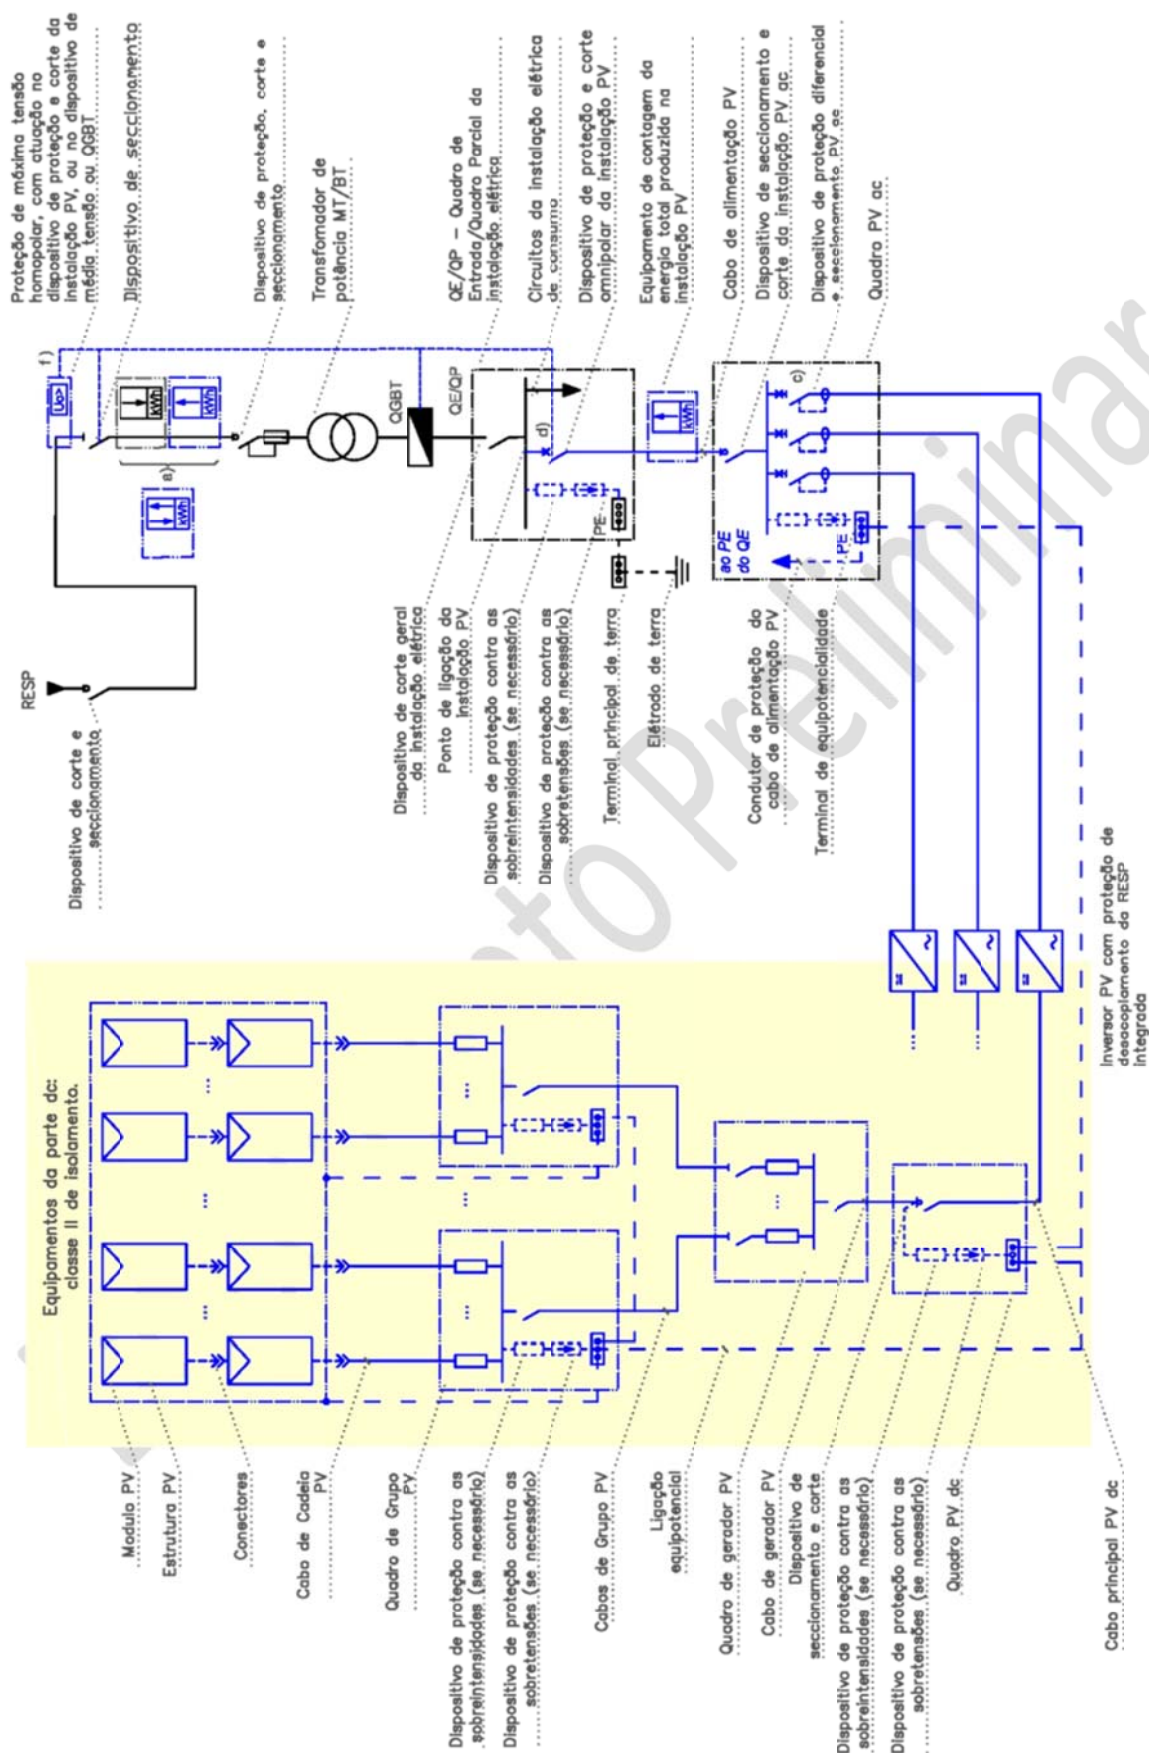 Proteção de máxima tensão
homopolar, com atuação no
dispositivo de proteção e corte da
instalação PV, ou no dispositivo de
média tensão ou QGBT
Dispositivo de seccionamento
Dispositivo de proteção, corte e
seccionamento
Transfomador de
potência MT/BT
QE/QP – Quadro de
Entrada/Quadro Parcial da
instalação elétrica
Circuitos da instalação elétrica
de consumo
Dispositivo de proteção e corte
omnipolar da instalação PV
Equipamento de contagem da
energia total produzida na
instalação PV
Cabo de alimentação PV
Dispositivo de seccionamento e
corte da instalação PV ac
Dispositivo de proteção diferencial
e seccionamento PV ac
Quadro PV ac
f)
Uo>
kWh
kWh
a)
kWh
QGBT
QE/QP
d)
PE
kWh
c)
ao PE
do QE
PE
RESP
Dispositivo de corte e
seccionamento
Dispositivo de corte geral
da instalação elétrica
Ponto de ligação da
instalação PV
Dispositivo de proteção contra as
sobreintensidades (se necessário)
Dispositivo de proteção contra as
sobretensões (se necessário)
Terminal principal de terra
Elétrodo de terra
Condutor de proteção do
cabo de alimentação PV
Terminal de equipotencialidade
Inversor PV com proteção de
desacoplamento da RESP
integrada
Equipamentos da parte dc:
classe II de isolamento.
Modulo PV
Estrutura PV
Conectores
Cabo de Cadeia
PV
Quadro de Grupo
PV
Dispositivo de proteção contra as
sobreintensidades (se necessário)
Dispositivo de proteção contra as
sobretensões (se necessário)
Cabos de Grupo PV
Ligação
equipotencial
Quadro de gerador PV
Cabo de gerador PV
Dispositivo de
seccionamento e corte
Dispositivo de proteção contra as
sobreintensidades (se necessário)
Dispositivo de proteção contra as
sobretensões (se necessário)
Quadro PV dc
Cabo principal PV dc
nto Preliminar